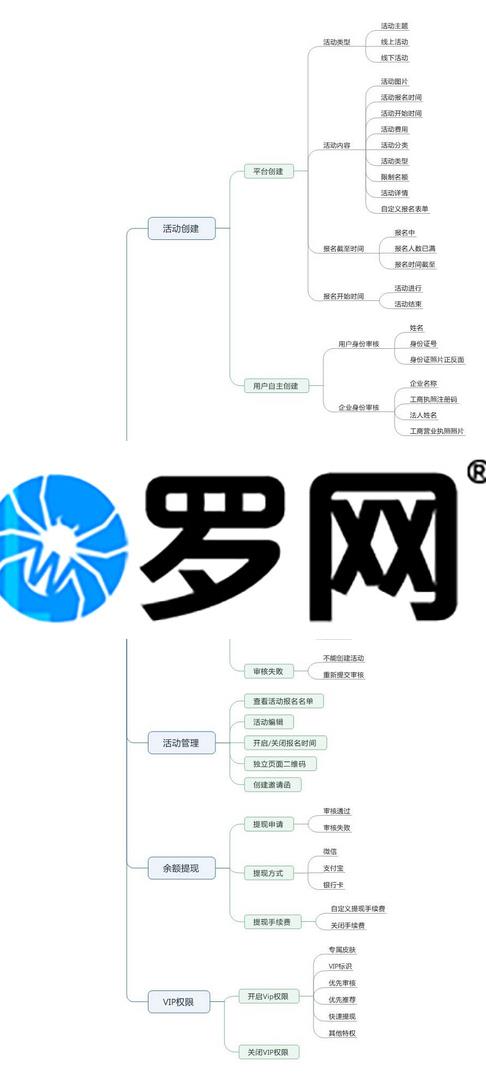 活动创建
平台创建
活动类型
活动主题
线上活动
线下活动
活动内容
活动图片
活动报名时间
活动开始时间
活动费用
活动分类
活动类型
限制名额
活动详情
自定义报名表单
报名截至时间
报名中
报名人数已满
报名时间截至
报名开始时间
活动进行
活动结束
用户自主创建
用户身份审核
姓名
身份证号
身份证照片正反面
企业身份审核
企业名称
工商执照注册码
法人姓名
工商营业执照照片
罗网®
审核失败
不能创建活动
重新提交审核
活动管理
查看活动报名名单
活动编辑
开启/关闭报名时间
独立页面二维码
创建邀请函
余额提现
提现申请
审核通过
审核失败
提现方式
微信
支付宝
银行卡
提现手续费
自定义提现手续费
关闭手续费
VIP权限
开启Vip权限
专属皮肤
VIP标识
优先审核
优先推荐
快速提现
其他特权
关闭VIP权限